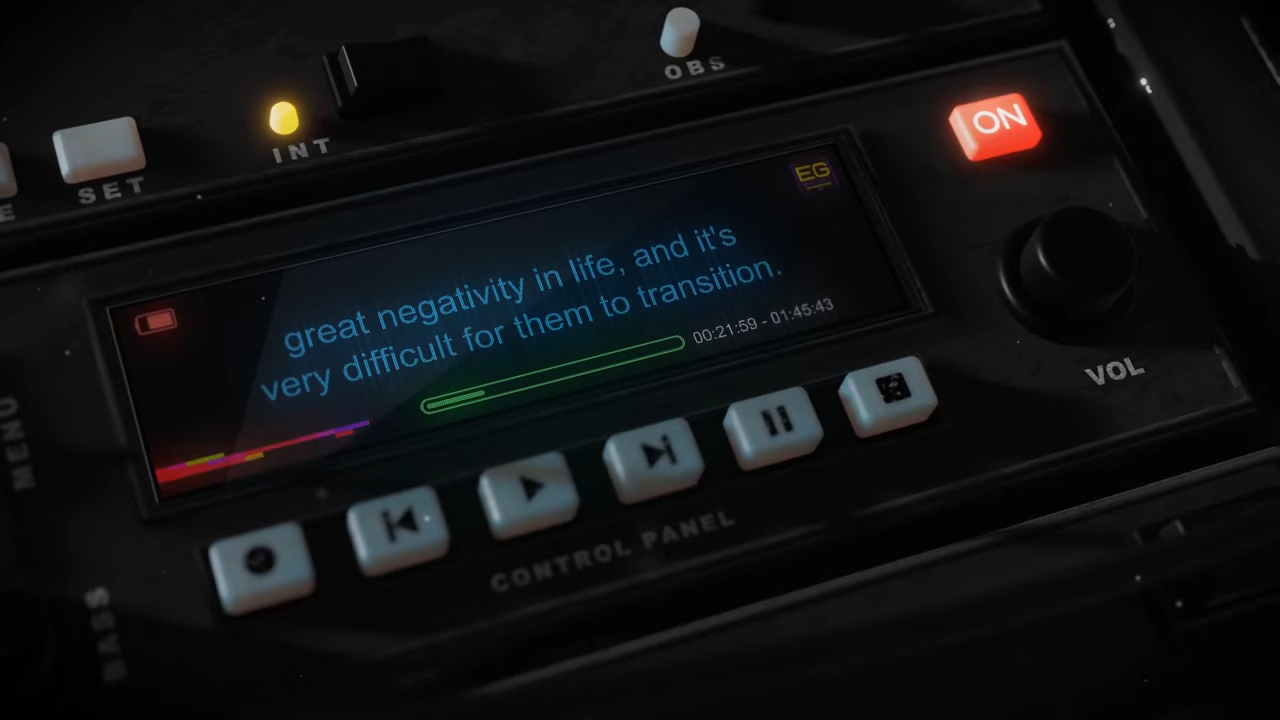 OBS
ON
INT
SET
E
EG
great negativity in life, and it's
very difficult for them to transition.
00:21:59 - 01:45:43
VOL
MENU
CONTROL PANEL
BASS